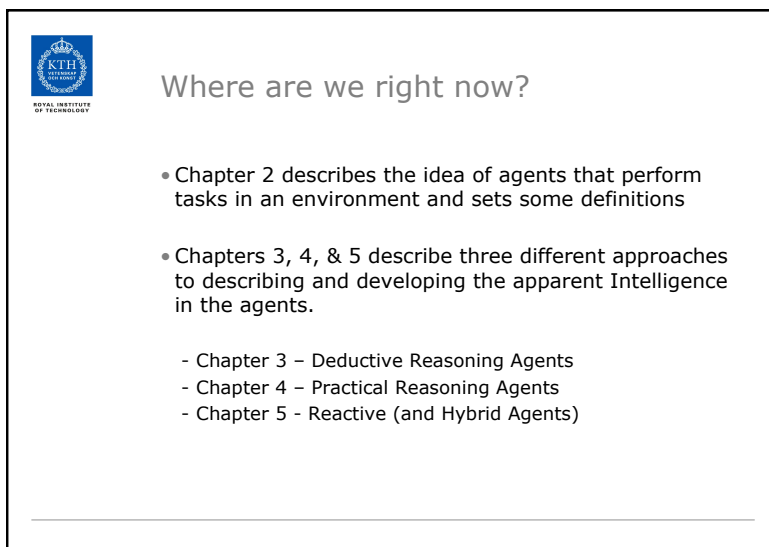 KTH
VETENSKAP
OCH KONST
ROYAL INSTITUTE
OF TECHNOLOGY
Where are we right now?
• Chapter 2 describes the idea of agents that perform
tasks in an environment and sets some definitions
• Chapters 3, 4, & 5 describe three different approaches
to describing and developing the apparent Intelligence
in the agents.
- Chapter 3 – Deductive Reasoning Agents
- Chapter 4 – Practical Reasoning Agents
- Chapter 5 - Reactive (and Hybrid Agents)